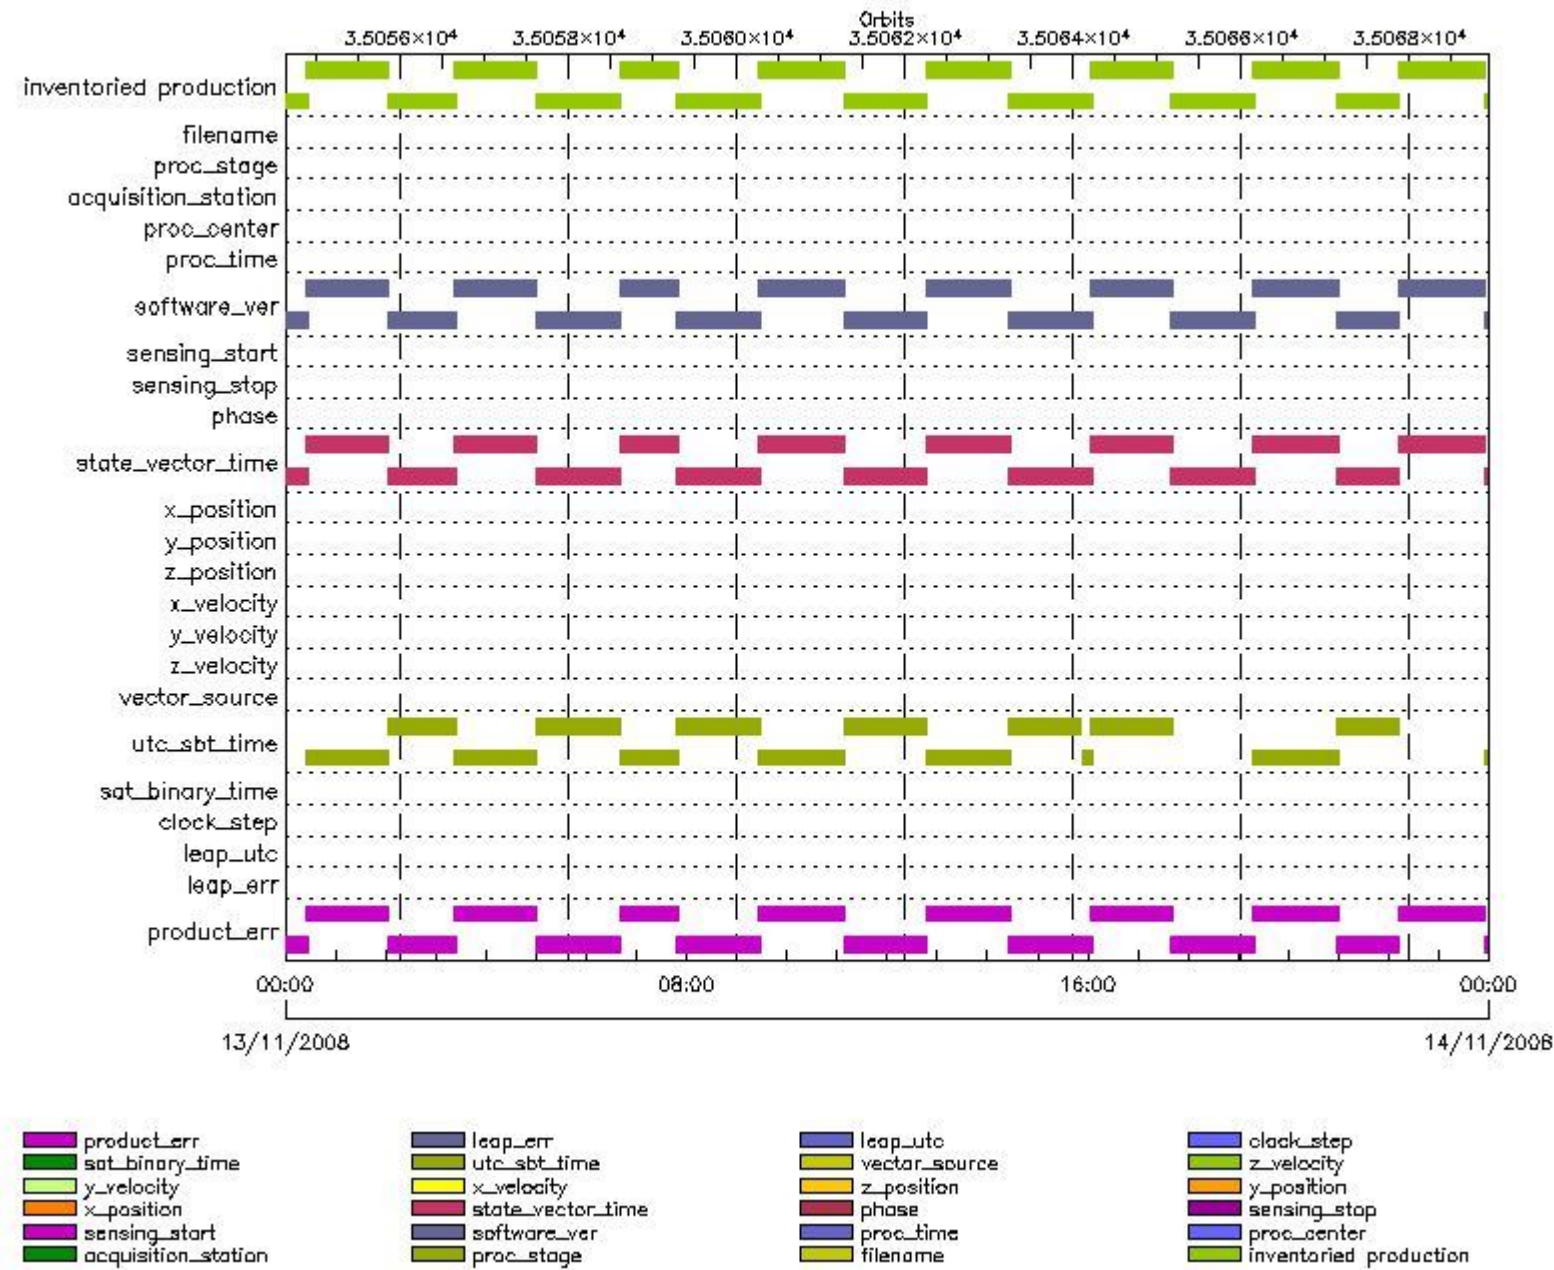 Orbits
3.5056×10⁴ 3.5058×10⁴ 3.5060×10⁴ 3.5062×10⁴ 3.5064×10⁴ 3.5066×10⁴ 3.5068×10⁴
inventoried production
filename
proc_stage
acquisition_station
proc_center
proc_time
software_ver
sensing_start
sensing_stop
phase
state_vector_time
x_position
y_position
z_position
x_velocity
y_velocity
z_velocity
vector_source
utc_sbt_time
sat_binary_time
clock_step
leap_utc
leap_err
product_err
00:00 08:00 16:00 00:00
13/11/2008 14/11/2008
product_err leap_err leap_utc clock_step
sat_binary_time utc_sbt_time vector_source z_velocity
y_velocity x_velocity z_position y_position
x_position state_vector_time phase sensing_stop
sensing_start software_ver proc_time proc_center
acquisition_station proc_stage filename inventoried production